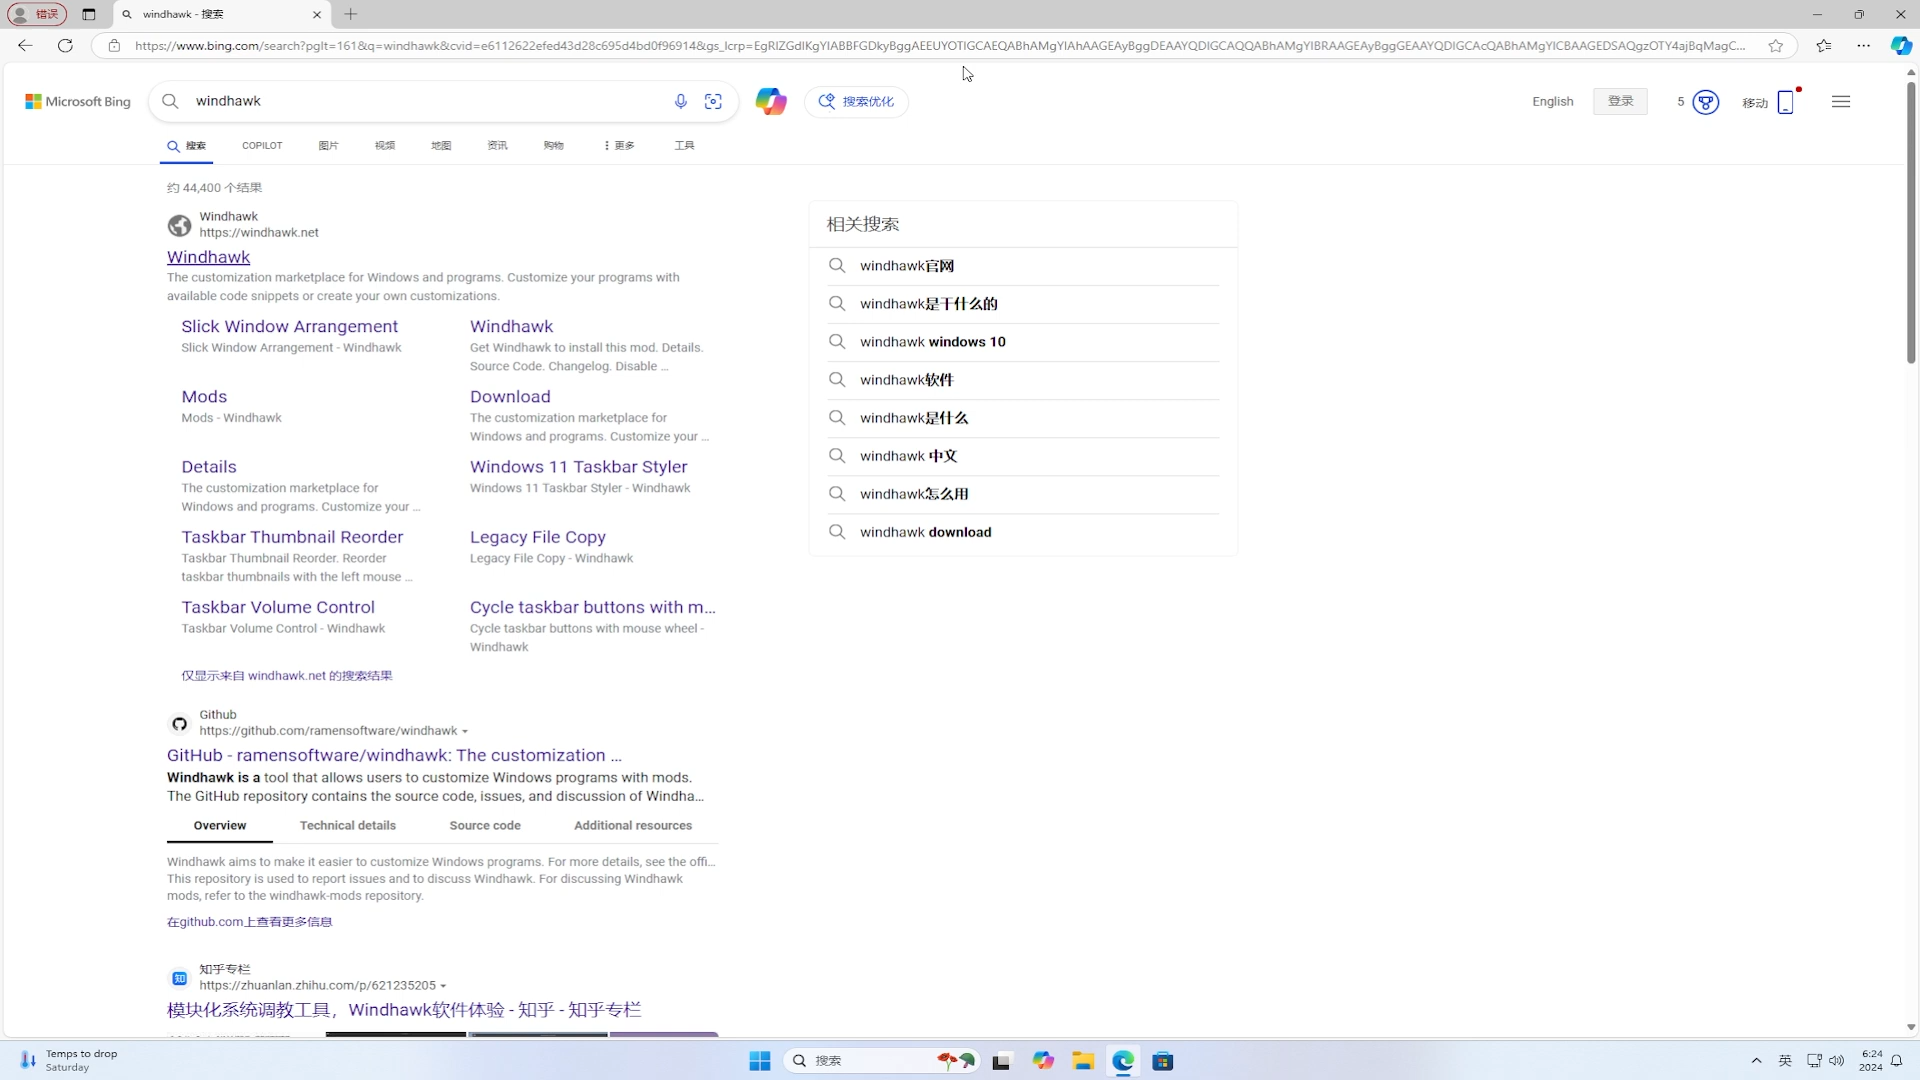 错误
windhawk - 搜索
https://www.bing.com/search?pglt=161&q=windhawk&cvid=e6112622efed43d28c695d4bd0f96914&gs_lcrp=EgRlZGdlKgYIABBFGDkyBggAEEUYOTIGCAEQABhAMgYIAhAAGEAyBggDEAAYQDIGCAQQABhAMgYIBRAAGEAyBggGEAAYQDIGCAcQABhAMgYICBAAGEDSAQgzOTY4ajBqMagC...
Microsoft Bing
windhawk
搜索优化
English
登录
5
移动
搜索
COPILOT
图片
视频
地图
资讯
购物
更多
工具
约 44,400 个结果
Windhawk
https://windhawk.net
Windhawk
The customization marketplace for Windows and programs. Customize your programs with
available code snippets or create your own customizations.
Slick Window Arrangement
Slick Window Arrangement - Windhawk
Windhawk
Get Windhawk to install this mod. Details.
Source Code. Changelog. Disable ...
Mods
Mods - Windhawk
Download
The customization marketplace for
Windows and programs. Customize your ...
Details
The customization marketplace for
Windows and programs. Customize your ...
Windows 11 Taskbar Styler
Windows 11 Taskbar Styler - Windhawk
Taskbar Thumbnail Reorder
Taskbar Thumbnail Reorder. Reorder
taskbar thumbnails with the left mouse ...
Legacy File Copy
Legacy File Copy - Windhawk
Taskbar Volume Control
Taskbar Volume Control - Windhawk
Cycle taskbar buttons with m...
Cycle taskbar buttons with mouse wheel -
Windhawk
仅显示来自 windhawk.net 的搜索结果
Github
https://github.com/ramensoftware/windhawk
GitHub - ramensoftware/windhawk: The customization ...
Windhawk is a tool that allows users to customize Windows programs with mods.
The GitHub repository contains the source code, issues, and discussion of Windha...
Overview
Technical details
Source code
Additional resources
Windhawk aims to make it easier to customize Windows programs. For more details, see the offi...
This repository is used to report issues and to discuss Windhawk. For discussing Windhawk
mods, refer to the windhawk-mods repository.
在github.com上查看更多信息
知
知乎专栏
https://zhuanlan.zhihu.com/p/621235205
模块化系统调教工具，Windhawk软件体验 - 知乎 - 知乎专栏
相关搜索
windhawk官网
windhawk是干什么的
windhawk windows 10
windhawk软件
windhawk是什么
windhawk 中文
windhawk怎么用
windhawk download
Temps to drop
Saturday
搜索
英
6:24
2024